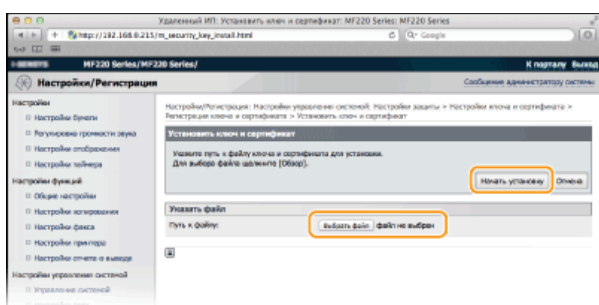 Удаленный ИП: Установить ключ и сертификат: MF220 Series: MF220 Series
http://192.168.0.215/m_security_key_install.html
Google
MF220 Series/MF220 Series/
К порталу Выход
Настройки/Регистрация
Сообщение администратору системы
Настройки
Настройки бумаги
Регулировка громкости звука
Настройки отображения
Настройки таймера
Настройки функций
Общие настройки
Настройки копирования
Настройки факса
Настройки принтера
Настройки отчета о выводе
Настройки управления системой
Управление системой
Настройки/Регистрация: Настройки управления системой: Настройки защиты > Настройки ключа и сертификата >
Регистрация ключа и сертификата > Установить ключ и сертификат
Установить ключ и сертификат
Укажите путь к файлу ключа и сертификата для установки.
Для выбора файла щелкните [Обзор].
Начать установку
Отмена
Указать файл
Путь к файлу:
Выбрать файл
файл не выбран